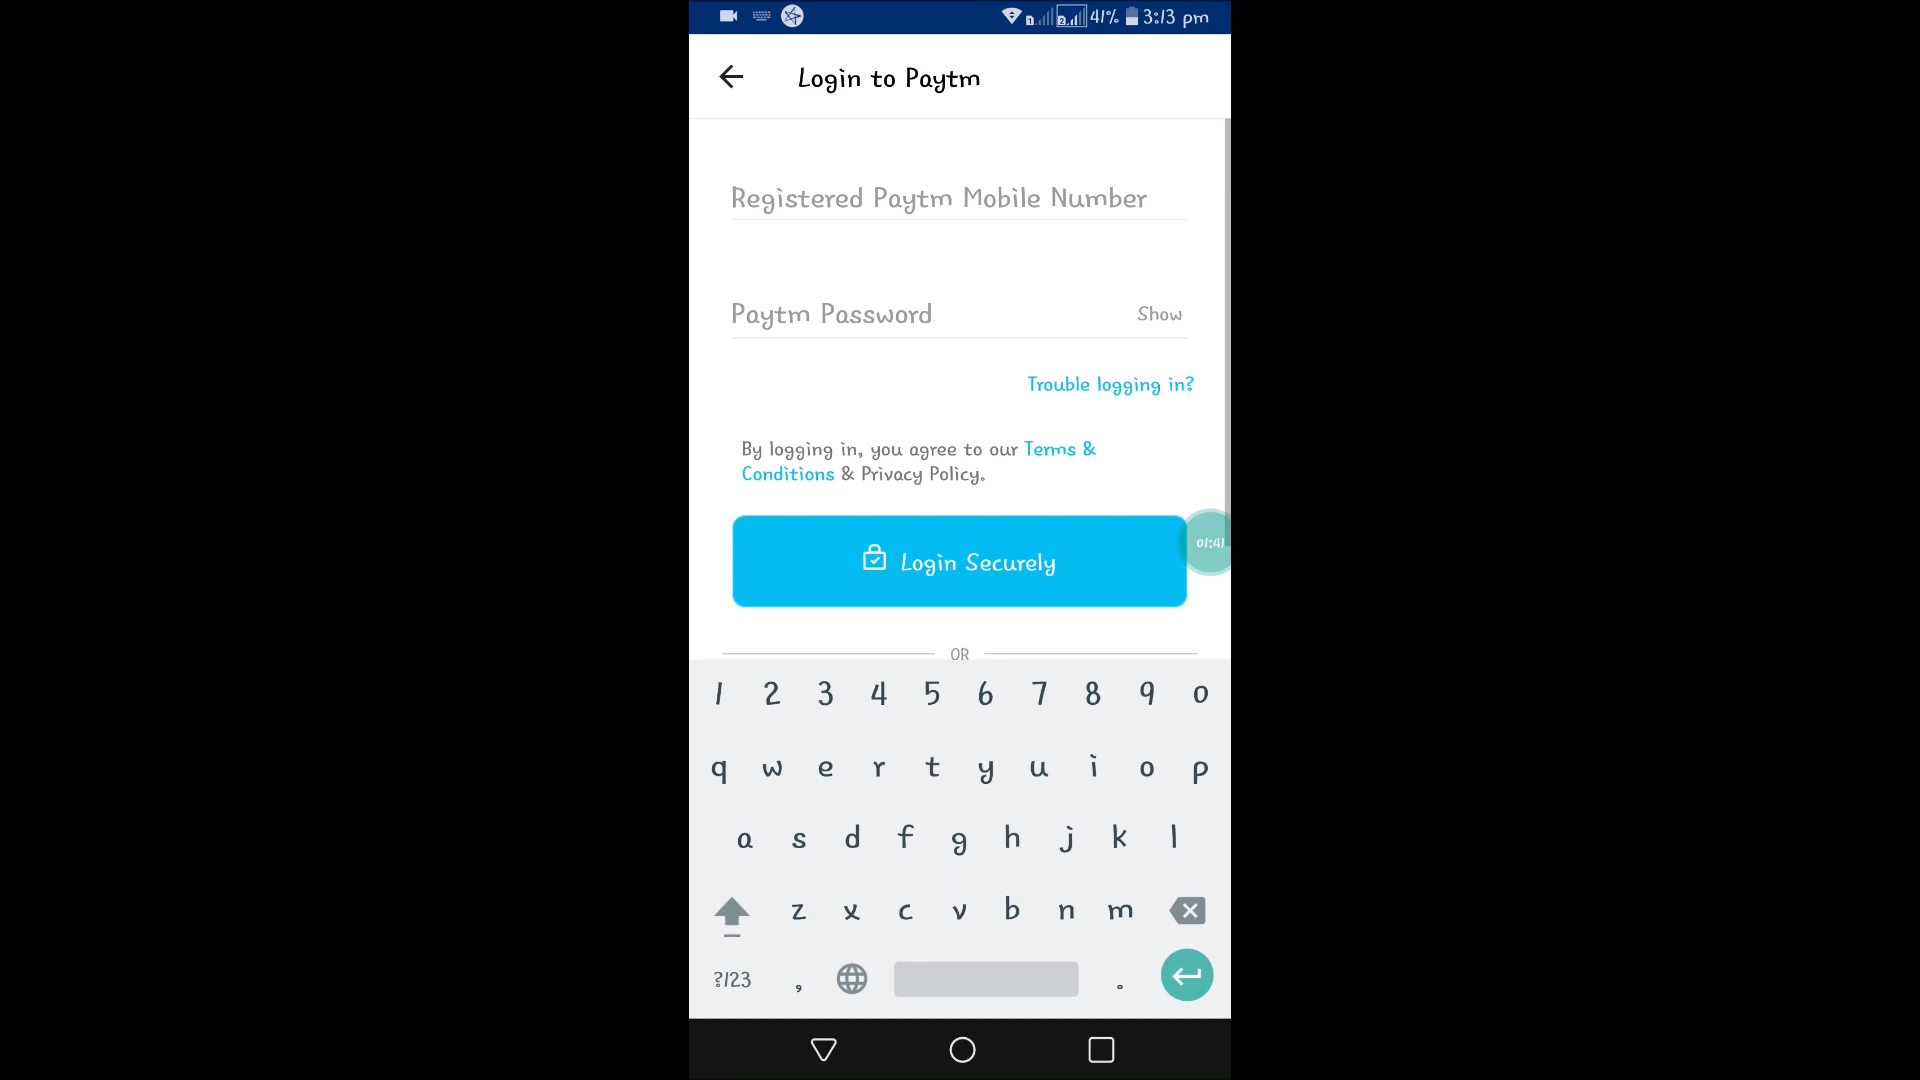 41% 3:13 pm
Login to Paytm
Registered Paytm Mobile Number
Paytm Password Show
Trouble logging in?
By logging in, you agree to our Terms &
Conditions & Privacy Policy.
01:41
Login Securely
OR
1 2 3 4 5 6 7 8 9 0
q w e r t y u i o p
a s d f g h j k l
z x c v b n m
?123 , .